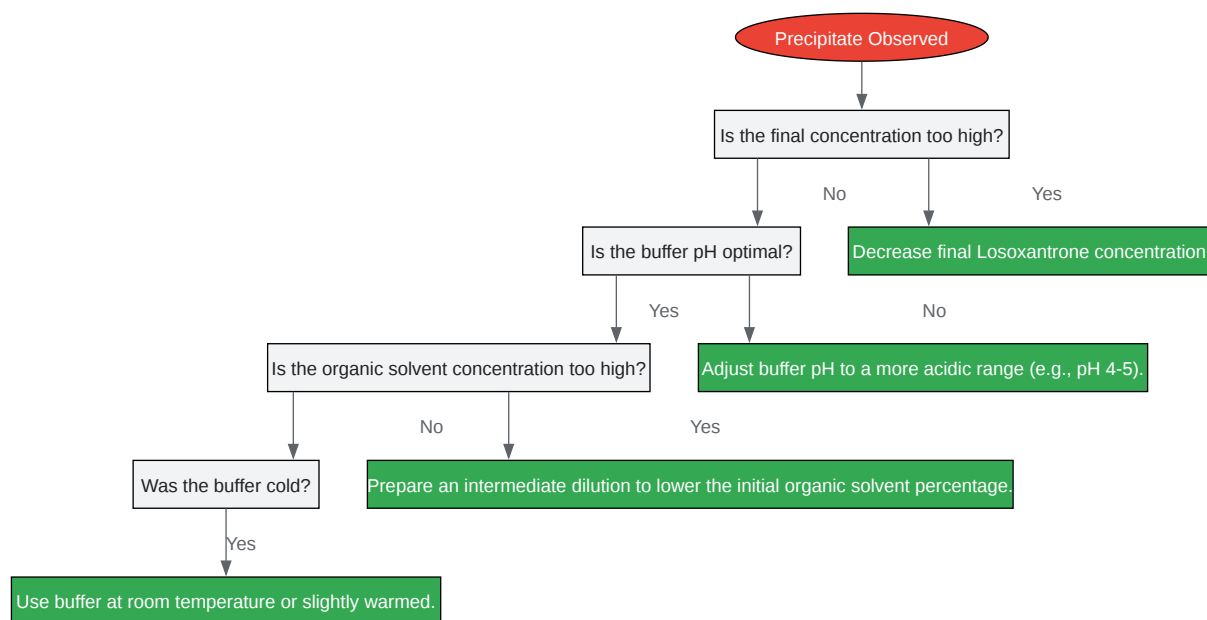 Precipitate Observed
Is the final concentration too high?
No
Yes
Is the buffer pH optimal?
Decrease final Losoxantrone concentration
Yes
No
Is the organic solvent concentration too high?
Adjust buffer pH to a more acidic range (e.g., pH 4-5).
No
Yes
Was the buffer cold?
Prepare an intermediate dilution to lower the initial organic solvent percentage.
Yes
Use buffer at room temperature or slightly warmed.